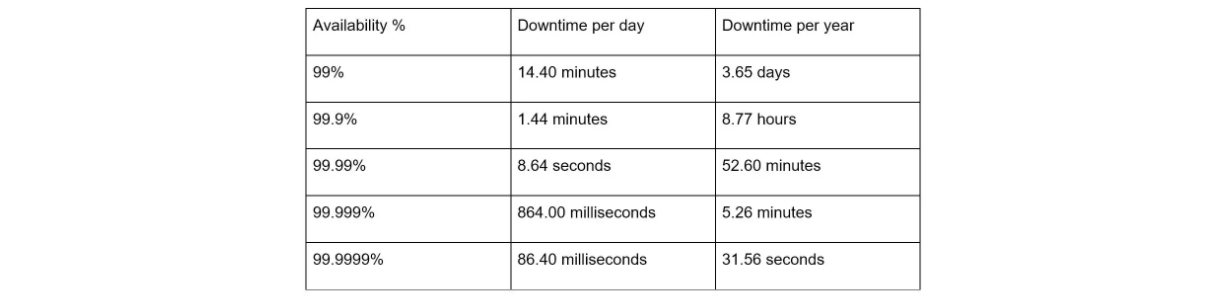 Availability % Downtime per day Downtime per year
99% 14.40 minutes 3.65 days
99.9% 1.44 minutes 8.77 hours
99.99% 8.64 seconds 52.60 minutes
99.999% 864.00 milliseconds 5.26 minutes
99.9999% 86.40 milliseconds 31.56 seconds